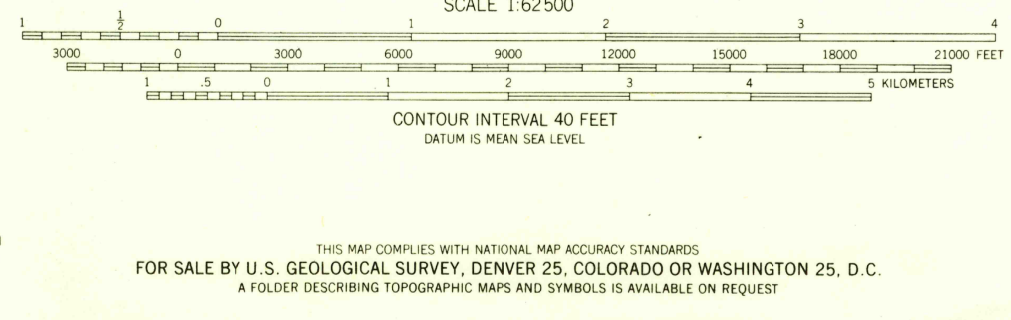 SCALE 1:62500
1 ½ 0 1 2 3 4
3000 0 3000 6000 9000 12000 15000 18000 21000 FEET
1 .5 0 1 2 3 4 5 KILOMETERS
CONTOUR INTERVAL 40 FEET
DATUM IS MEAN SEA LEVEL
THIS MAP COMPLIES WITH NATIONAL MAP ACCURACY STANDARDS
FOR SALE BY U.S. GEOLOGICAL SURVEY, DENVER 25, COLORADO OR WASHINGTON 25, D.C.
A FOLDER DESCRIBING TOPOGRAPHIC MAPS AND SYMBOLS IS AVAILABLE ON REQUEST